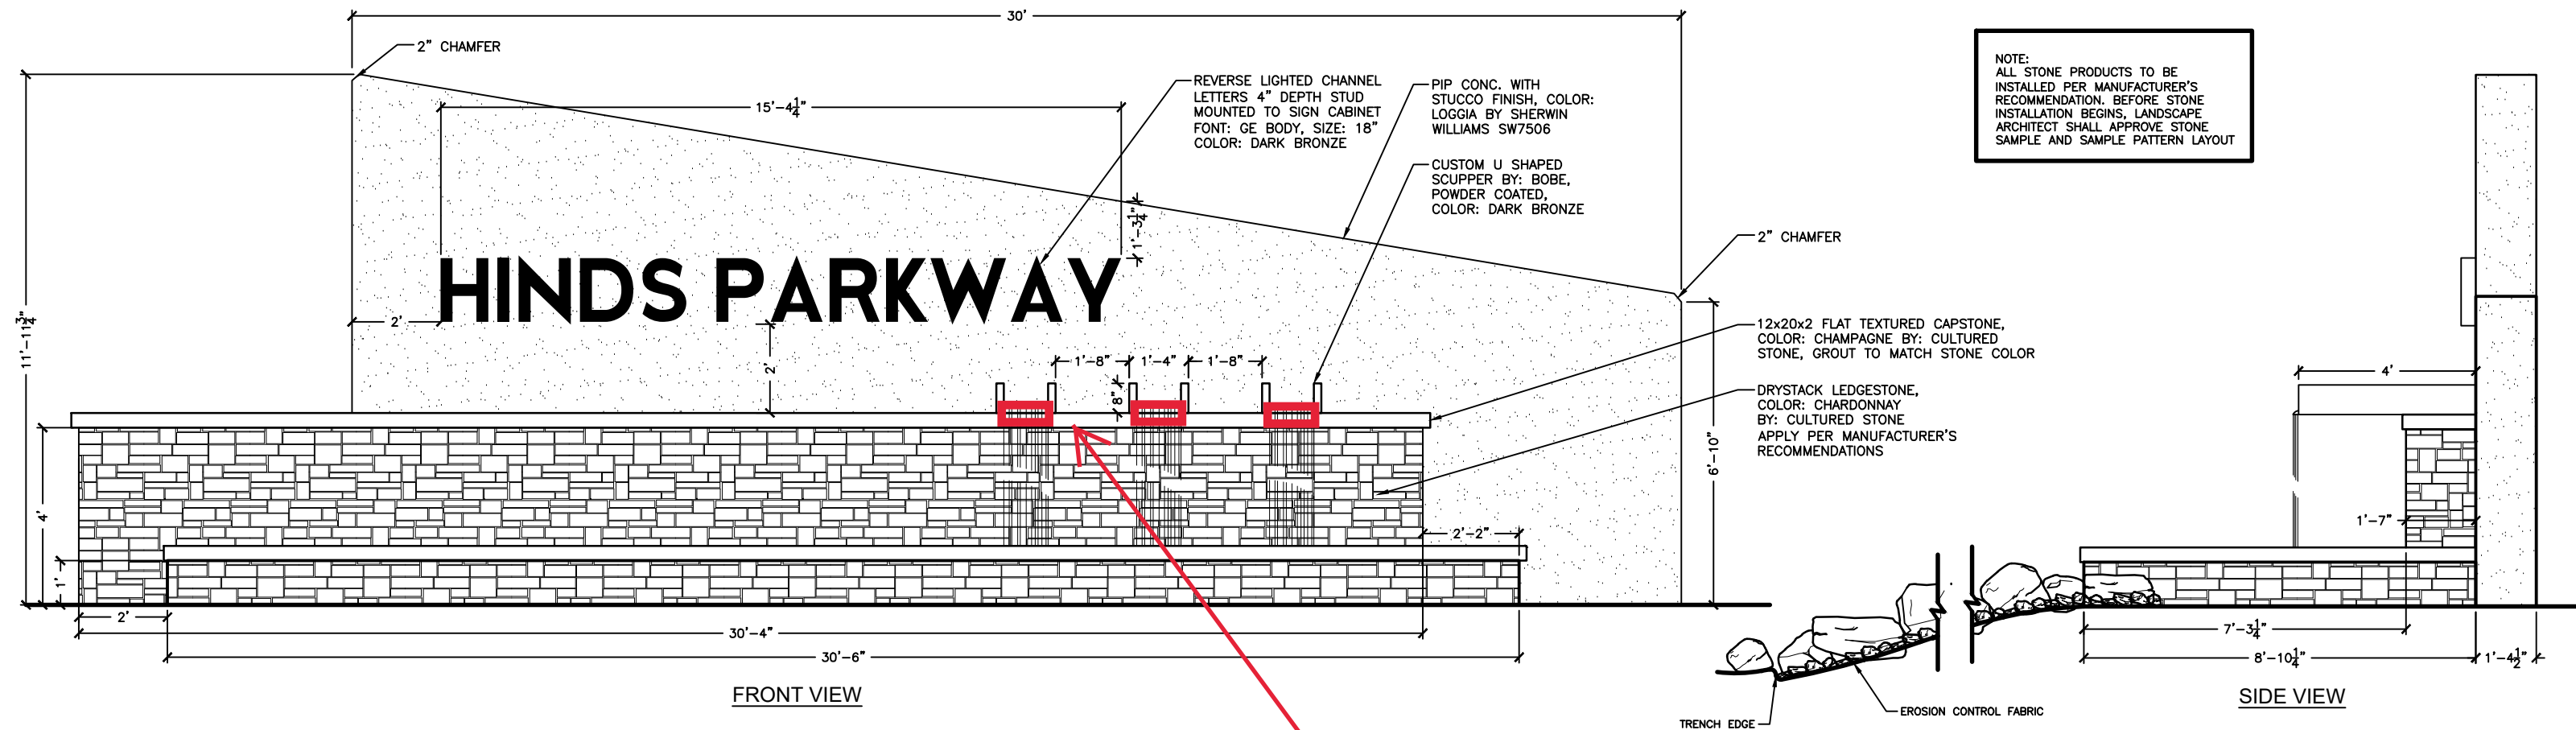 30'
2" CHAMFER
11'-11¾"
15'-4¼"
REVERSE LIGHTED CHANNEL
LETTERS 4" DEPTH STUD
MOUNTED TO SIGN CABINET
FONT: GE BODY, SIZE: 18"
COLOR: DARK BRONZE
PIP CONC. WITH
STUCCO FINISH, COLOR:
LOGGIA BY SHERWIN
WILLIAMS SW7506
CUSTOM U SHAPED
SCUPPER BY: BOBE,
POWDER COATED,
COLOR: DARK BRONZE
1'-3¼"
2" CHAMFER
HINDS PARKWAY
2'
2'
1'-8"
1'-4"
1'-8"
8"
12x20x2 FLAT TEXTURED CAPSTONE,
COLOR: CHAMPAGNE BY: CULTURED
STONE, GROUT TO MATCH STONE COLOR
DRYSTACK LEDGESTONE,
COLOR: CHARDONNAY
BY: CULTURED STONE
APPLY PER MANUFACTURER'S
RECOMMENDATIONS
6'-10"
4'
1'
2'-2"
2'
30'-4"
30'-6"
FRONT VIEW
NOTE:
ALL STONE PRODUCTS TO BE
INSTALLED PER MANUFACTURER'S
RECOMMENDATION. BEFORE STONE
INSTALLATION BEGINS, LANDSCAPE
ARCHITECT SHALL APPROVE STONE
SAMPLE AND SAMPLE PATTERN LAYOUT
4'
1'-7"
7'-3¼"
8'-10¼"
1'-4½"
SIDE VIEW
EROSION CONTROL FABRIC
TRENCH EDGE